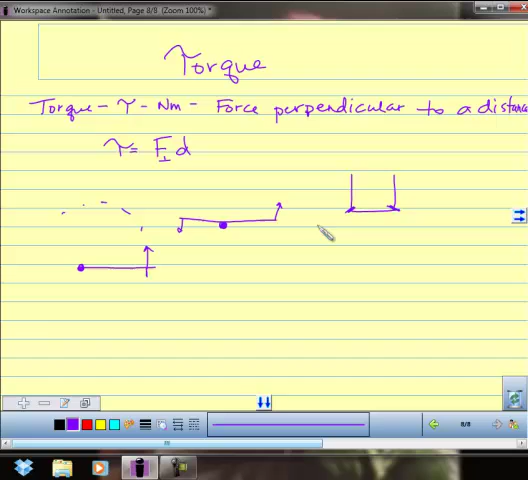 Workspace Annotation - Untitled, Page 8/8 (Zoom 100%) *
Torque
Torque - τ - Nm - Force perpendicular to a distance
τ = F⊥d
8/8